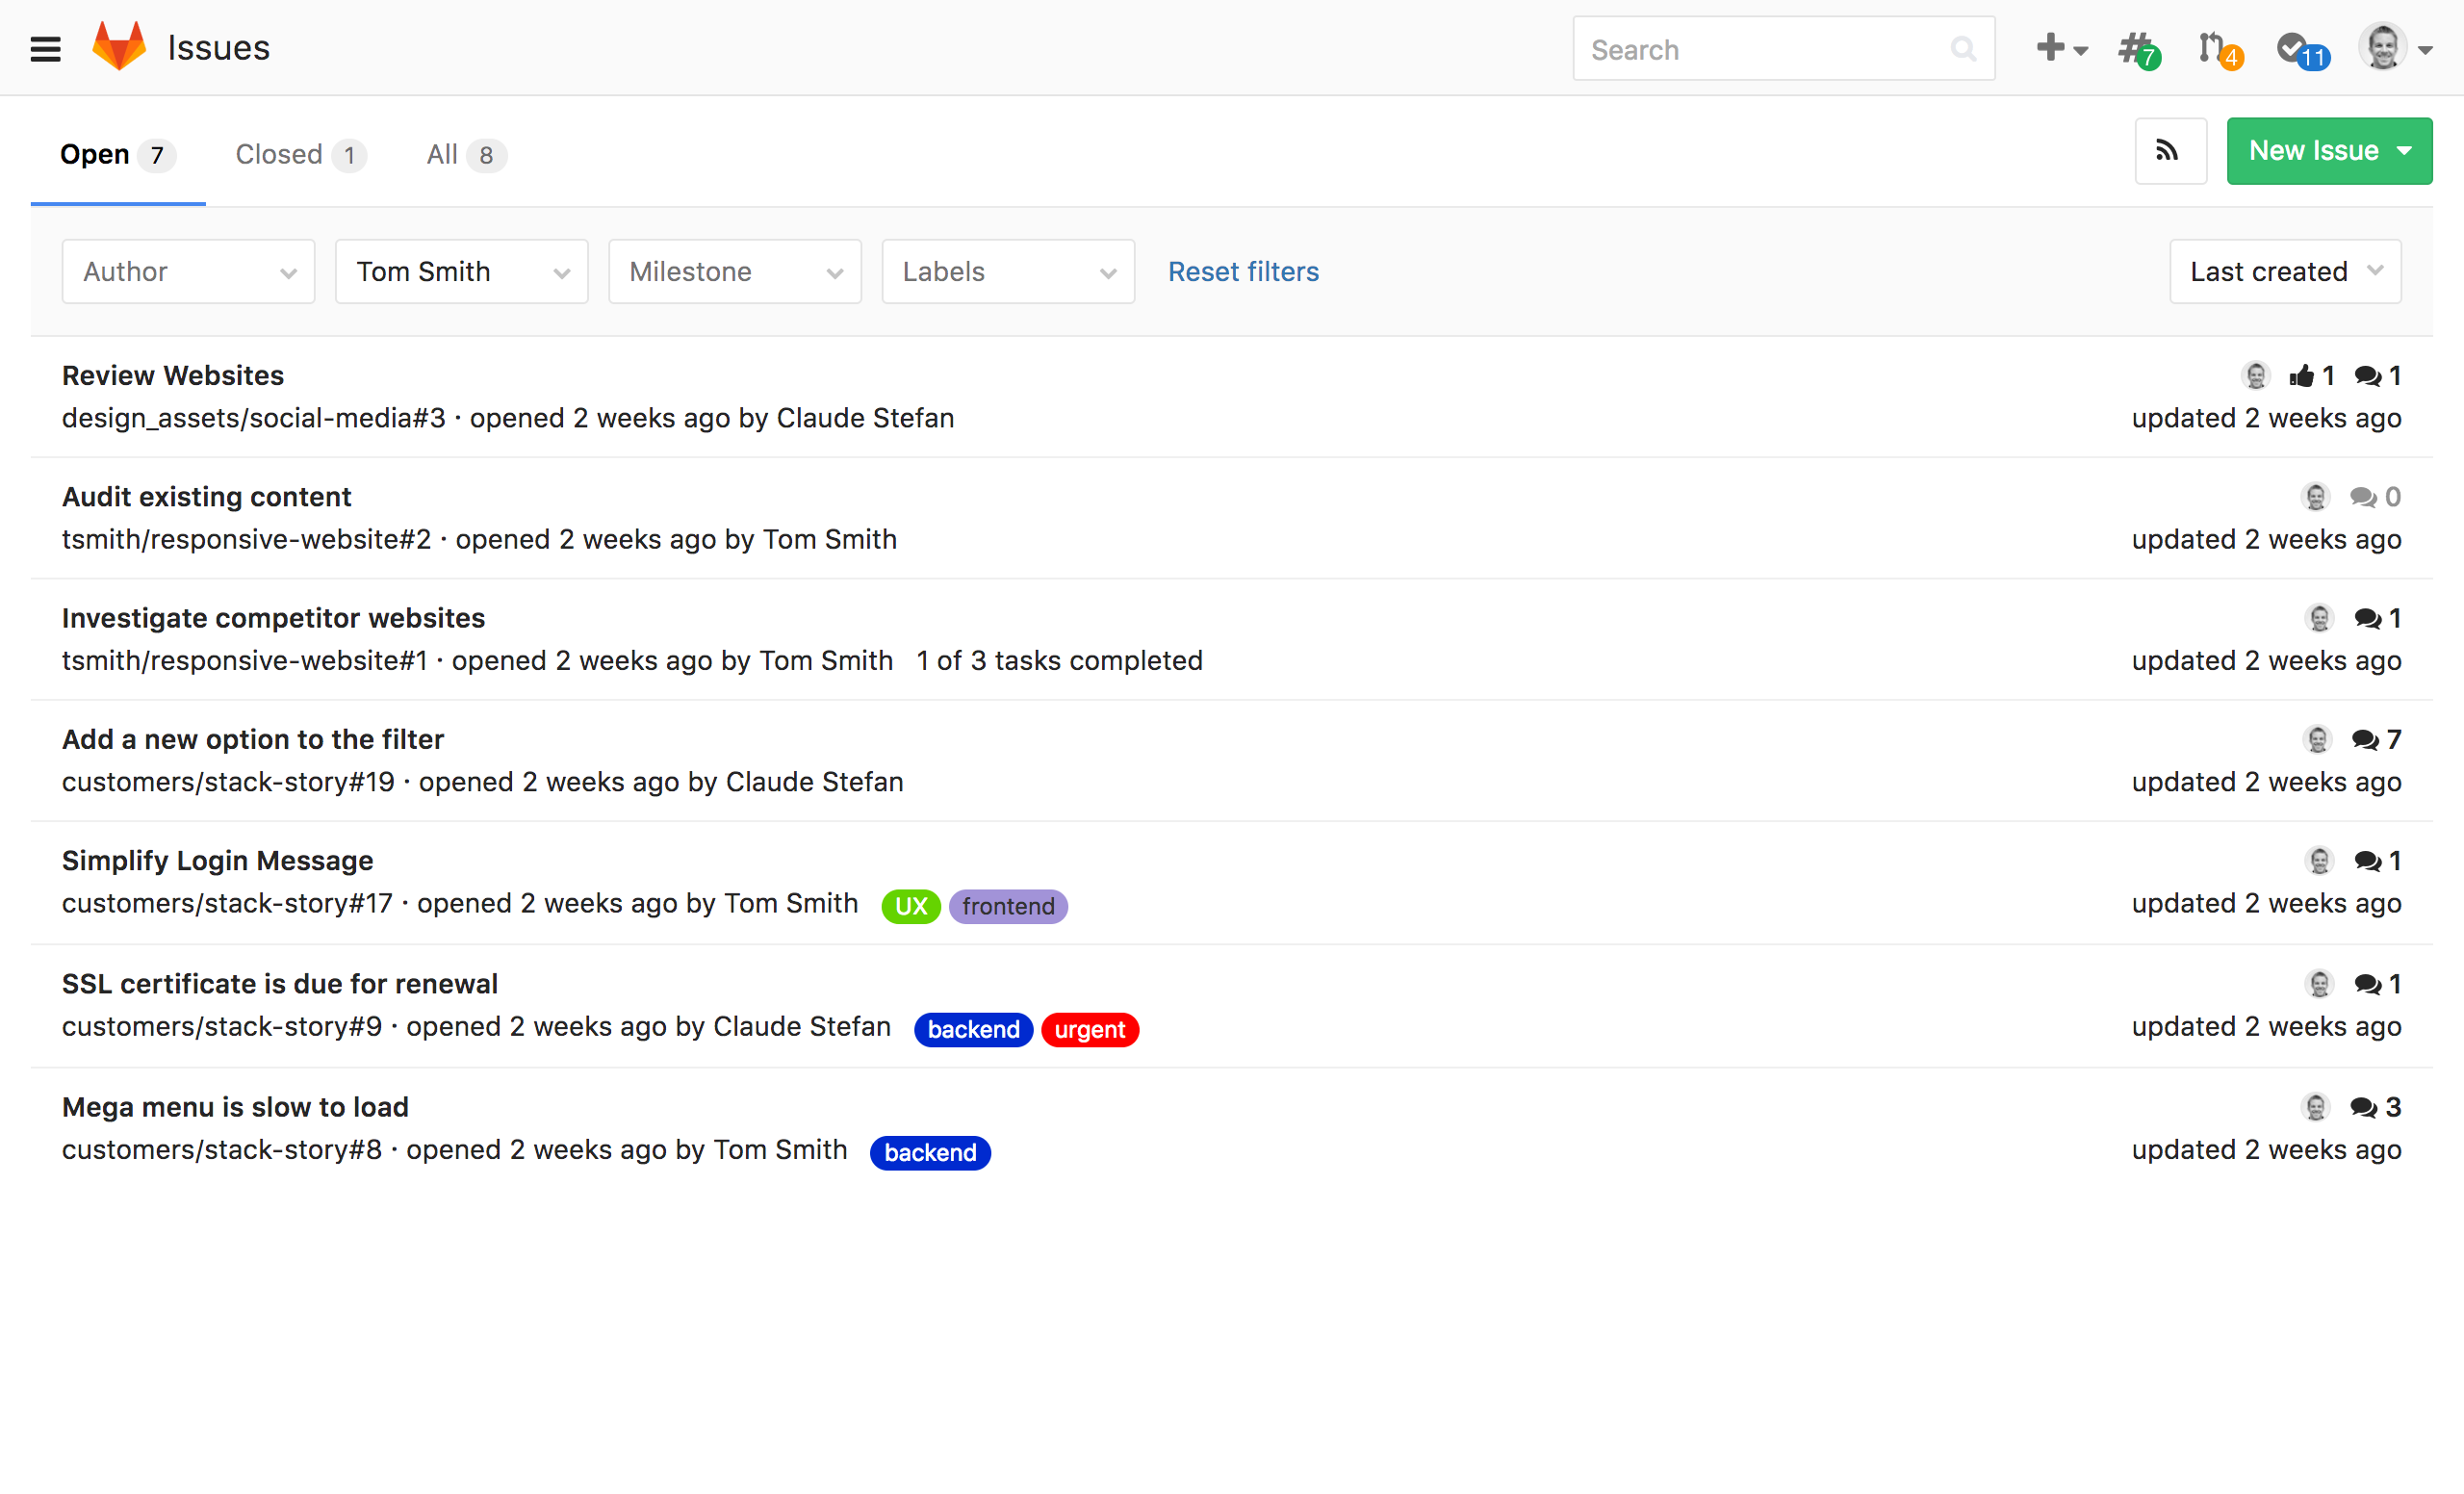 Issues
Search
7
4
11
Open 7 Closed 1 All 8
New Issue
Author Tom Smith Milestone Labels Reset filters Last created
Review Websites 1 1
design_assets/social-media#3 · opened 2 weeks ago by Claude Stefan updated 2 weeks ago
Audit existing content 0
tsmith/responsive-website#2 · opened 2 weeks ago by Tom Smith updated 2 weeks ago
Investigate competitor websites 1
tsmith/responsive-website#1 · opened 2 weeks ago by Tom Smith 1 of 3 tasks completed updated 2 weeks ago
Add a new option to the filter 7
customers/stack-story#19 · opened 2 weeks ago by Claude Stefan updated 2 weeks ago
Simplify Login Message 1
customers/stack-story#17 · opened 2 weeks ago by Tom Smith UX frontend updated 2 weeks ago
SSL certificate is due for renewal 1
customers/stack-story#9 · opened 2 weeks ago by Claude Stefan backend urgent updated 2 weeks ago
Mega menu is slow to load 3
customers/stack-story#8 · opened 2 weeks ago by Tom Smith backend updated 2 weeks ago